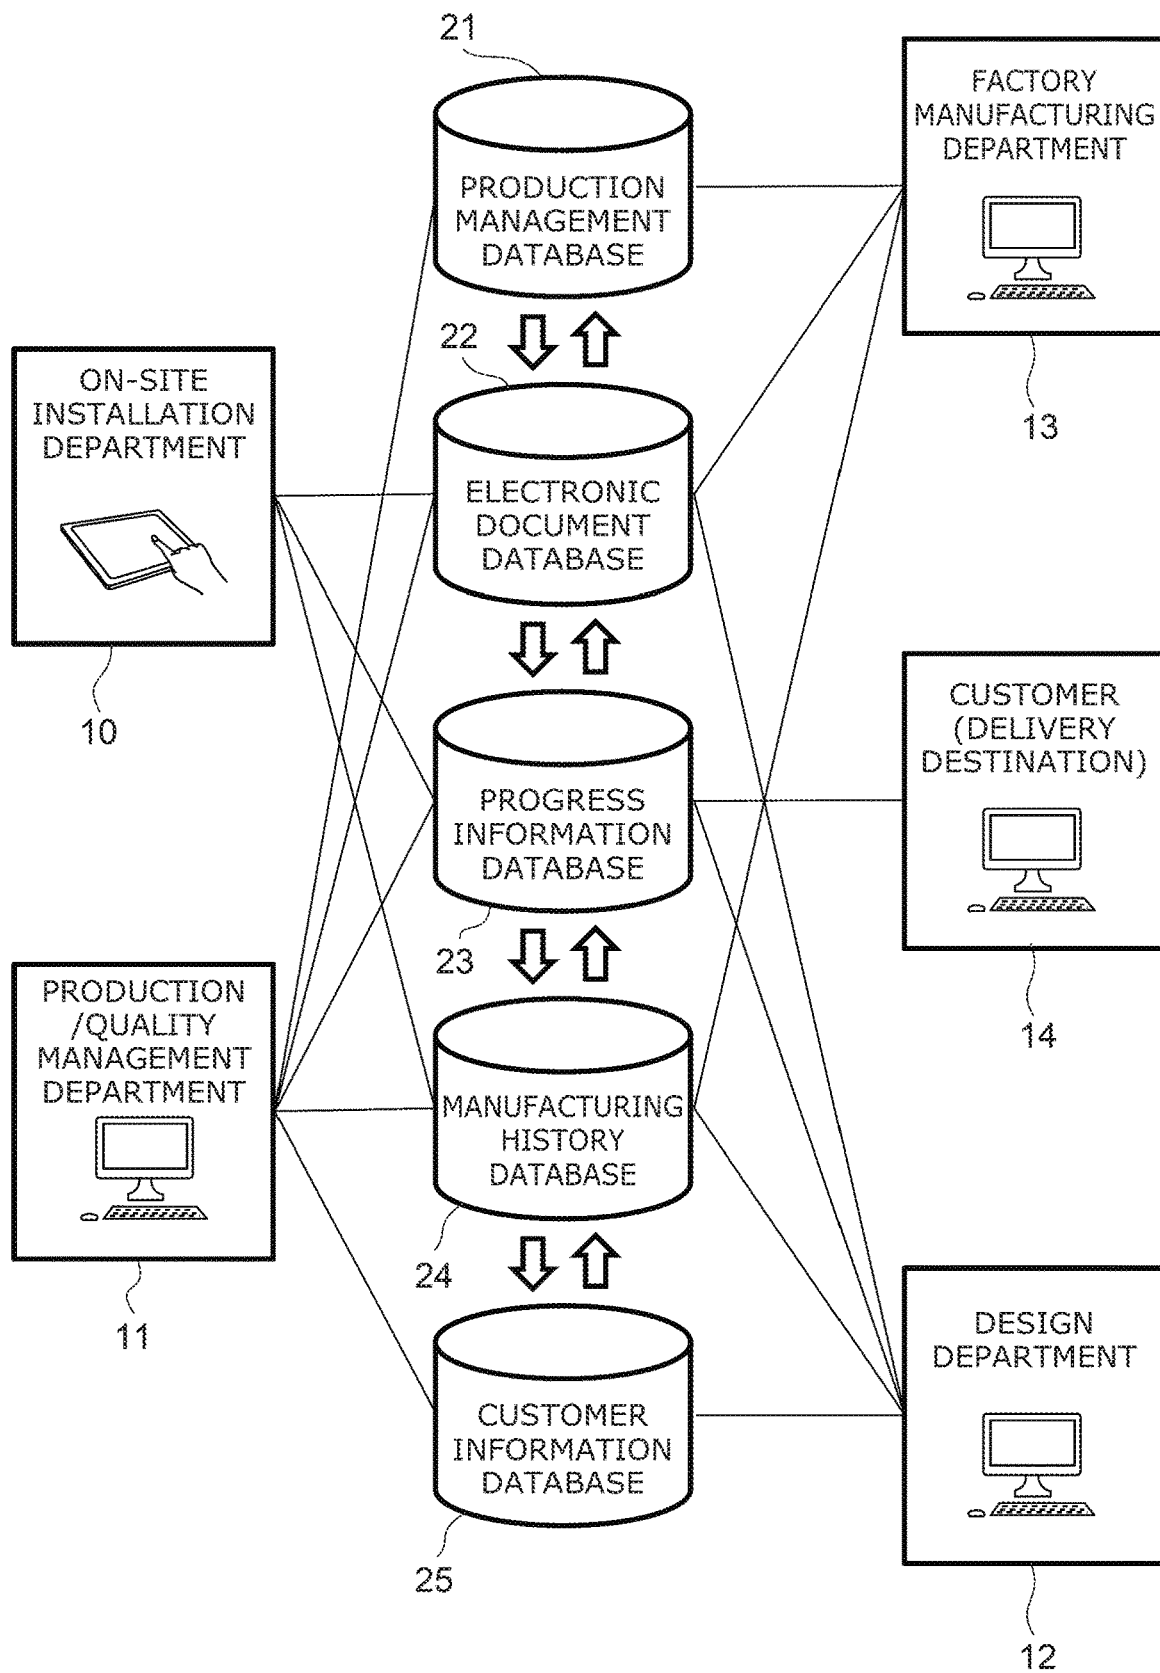 21
PRODUCTION
MANAGEMENT
DATABASE
FACTORY
MANUFACTURING
DEPARTMENT
13
22
ON-SITE
INSTALLATION
DEPARTMENT
10
ELECTRONIC
DOCUMENT
DATABASE
CUSTOMER
(DELIVERY
DESTINATION)
14
PROGRESS
INFORMATION
DATABASE
23
PRODUCTION
/QUALITY
MANAGEMENT
DEPARTMENT
11
MANUFACTURING
HISTORY
DATABASE
24
CUSTOMER
INFORMATION
DATABASE
25
DESIGN
DEPARTMENT
12